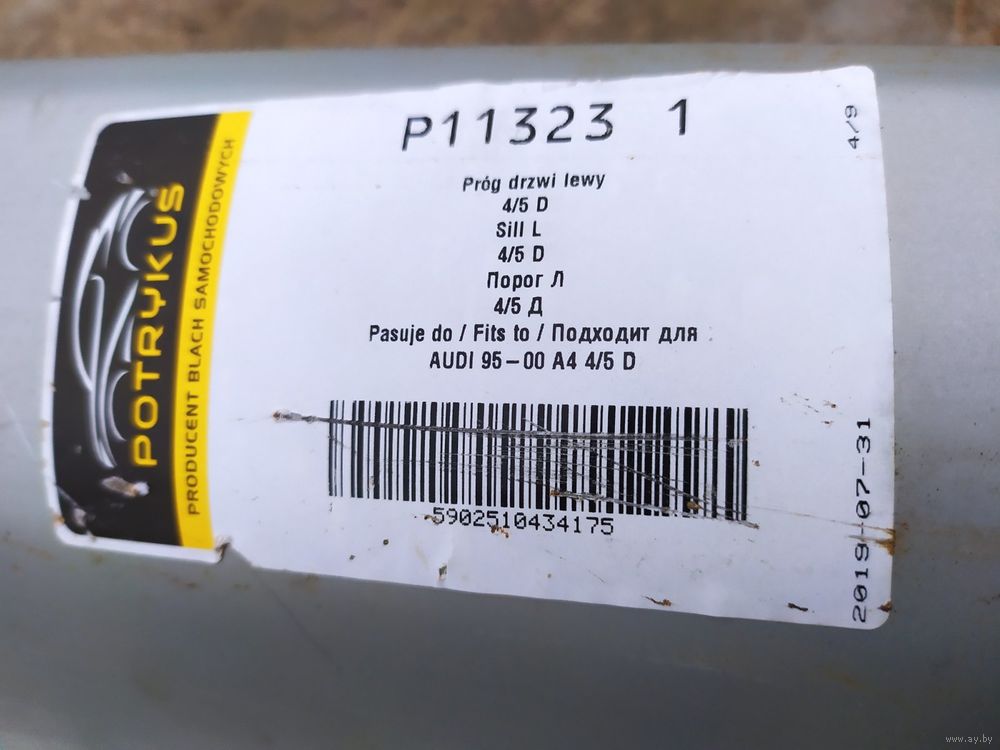 P11323 1
4/9
Próg drzwi lewy
4/5 D
Sill L
4/5 D
Порог Л
4/5 Д
Pasuje do / Fits to / Подходит для
AUDI 95–00 A4 4/5 D
5902510434175
2019-07-31
POTRYKUS
PRODUCENT BLACH SAMOCHODOWYCH
www.ay.by